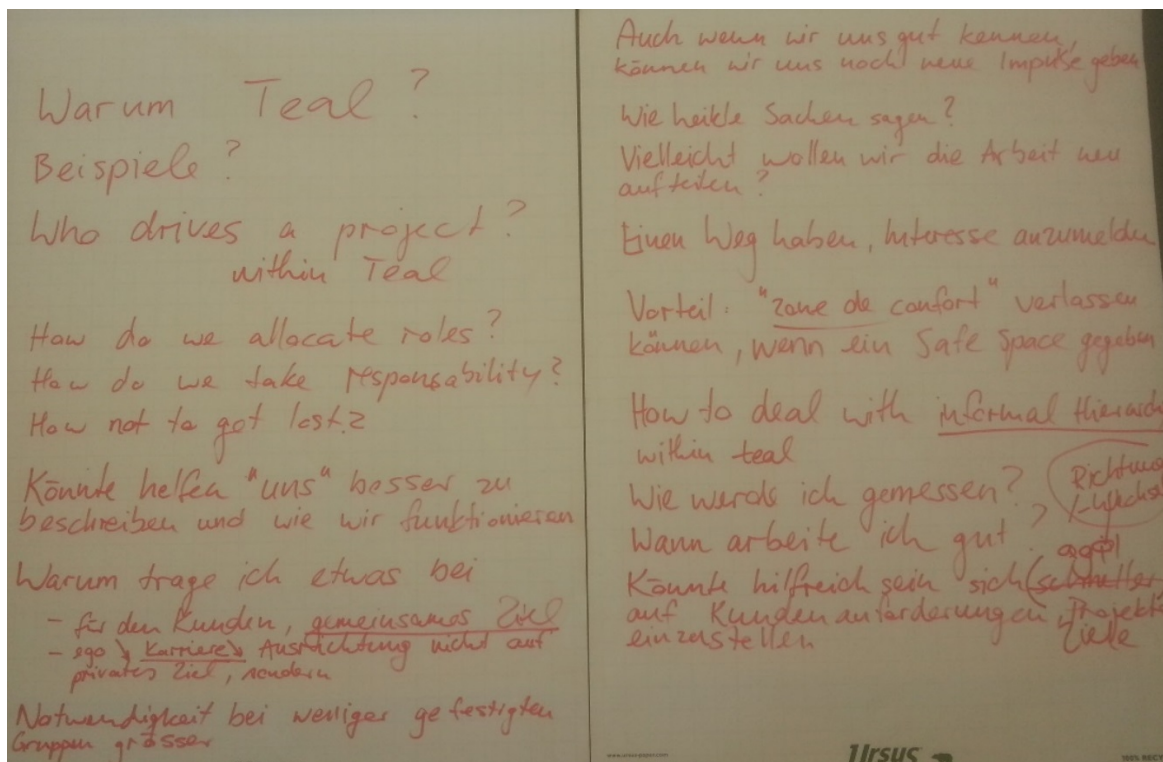 Warum Teal?
Beispiele?
Who drives a project?
within Teal
How do we allocate roles?
How do we take responsability?
How not to get lost?
Könnte helfen "uns" besser zu
beschreiben und wie wir funktionieren
Warum trage ich etwas bei
- für den Kunden, gemeinsames Ziel
- ego ↘ Karriere ↘ Ausrichtung nicht auf
privates Ziel, sondern
Notwendigkeit bei weniger gefestigten
Gruppen grösser
Auch wenn wir uns gut kennen,
können wir uns noch neue Impulse geben
Wie heikle Sachen sagen?
Vielleicht wollen wir die Arbeit neu
aufteilen?
Einen Weg haben, Interesse anzumelden
Vorteil: "zone de confort" verlassen
können, wenn ein Safe Space gegeben
How to deal with informal
within teal
Wie werde ich gemessen?
Richtung
Wann arbeite ich gut?
Könnte hilfreich sein sich (schneller
auf Kundenanforderungen, Projekt
einzustellen Ziele
Ursus